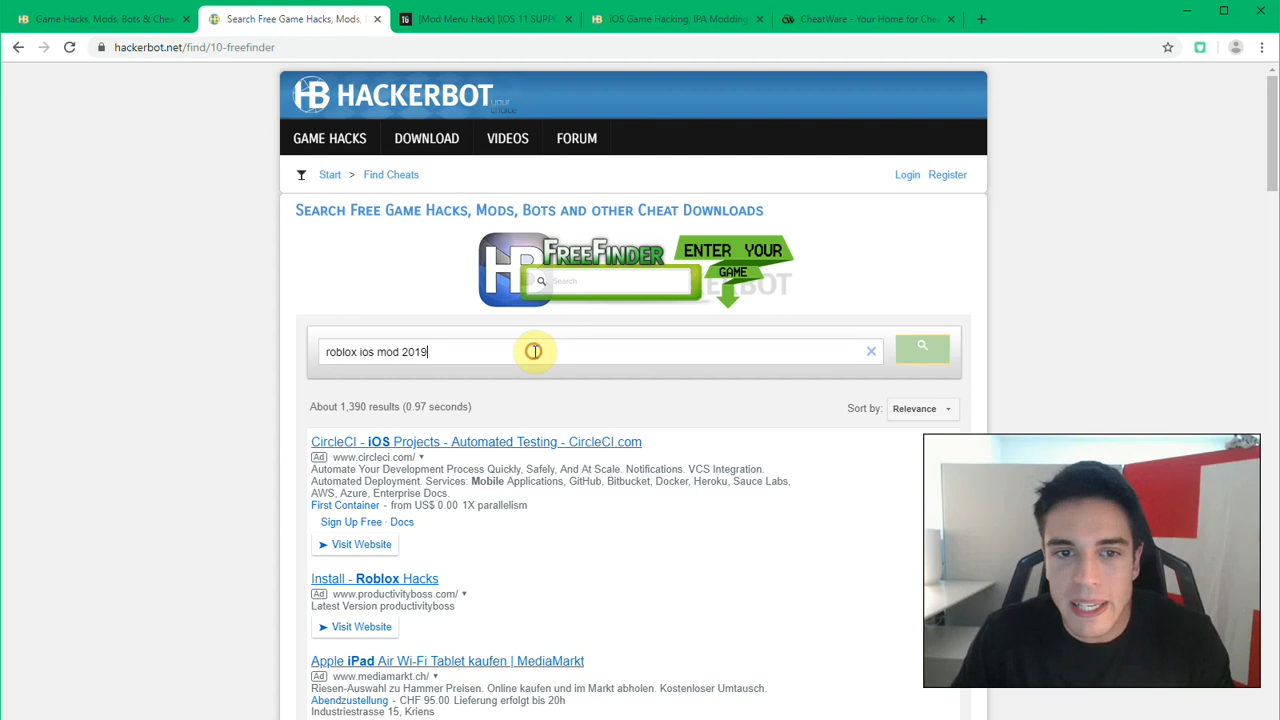 Game Hacks, Mods, Bots & Chea
Search Free Game Hacks, Mods,
[Mod Menu Hack] [IOS 11 SUPP
iOS Game Hacking, IPA Modding
CheatWare - Your Home for Che
hackerbot.net/find/10-freefinder
HB HACKERBOT
your choice
GAME HACKS DOWNLOAD VIDEOS FORUM
Start > Find Cheats Login Register
Search Free Game Hacks, Mods, Bots and other Cheat Downloads
HB FREEFINDER
ENTER YOUR
GAME
Search
roblox ios mod 2019
About 1,390 results (0.97 seconds) Sort by: Relevance
CircleCI - iOS Projects - Automated Testing - CircleCI.com
Ad www.circleci.com/
Automate Your Development Process Quickly, Safely, And At Scale. Notifications. VCS Integration.
Automated Deployment. Services: Mobile Applications, GitHub, Bitbucket, Docker, Heroku, Sauce Labs,
AWS, Azure, Enterprise Docs.
First Container - from US$ 0.00 1X parallelism
Sign Up Free · Docs
Visit Website
Install - Roblox Hacks
Ad www.productivityboss.com/
Latest Version productivityboss
Visit Website
Apple iPad Air Wi-Fi Tablet kaufen | MediaMarkt
Ad www.mediamarkt.ch/
Riesen-Auswahl zu Hammer Preisen. Online kaufen und im Markt abholen. Kostenloser Umtausch.
Abendzustellung - CHF 95.00 Lieferung erfolgt bis 20h
Industriestrasse 15, Kriens